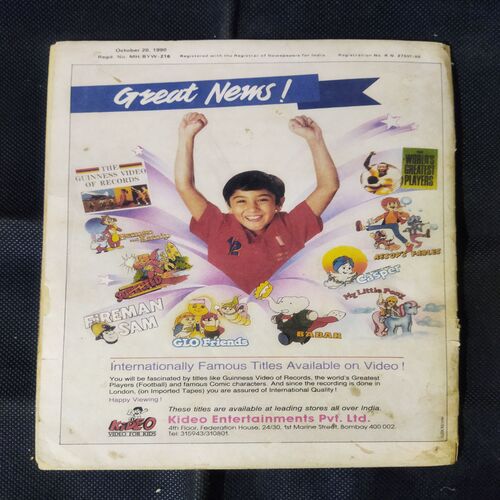 October 20, 1990
Regd. No. MH/BYW-216 Registered with the Registrar of Newspapers for India
Great News!
THE
GUINNESS VIDEO
OF RECORDS
WORLD'S
GREATEST
PLAYERS
AESOP'S FABLES
Casper
My Little Pony
FIREMAN
SAM
GLO Friends
BABAR
Internationally Famous Titles Available on Video!
You will be fascinated by titles like Guinness Video of Records, the world's Greatest
Players (Football) and famous Comic characters. And since the recording is done in
London, (on Imported Tapes) you are assured of International Quality!
Happy Viewing!
These titles are available at leading stores all over India.
Kideo Entertainments Pvt. Ltd.
4th Floor, Federation House, 24/30, 1st Marine Street, Bombay 400 002.
Tel: 315943/310801.
KiDEO
VIDEO FOR KIDS